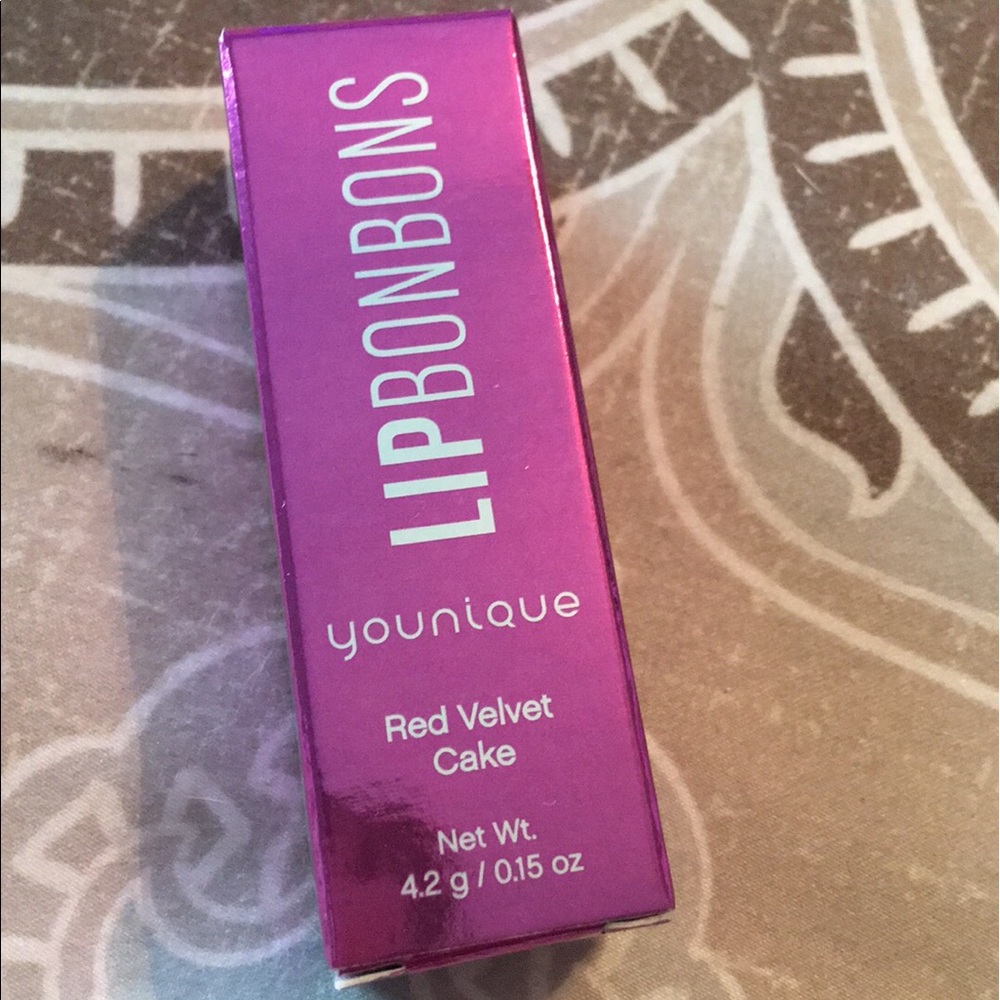 LIPBONBONS
younique
Red Velvet
Cake
Net Wt.
4.2 g / 0.15 oz